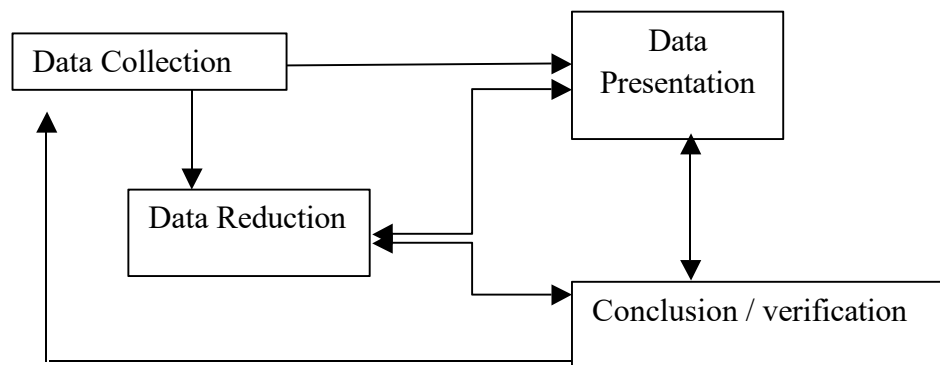 Data Collection
Data
Presentation
Data Reduction
Conclusion / verification